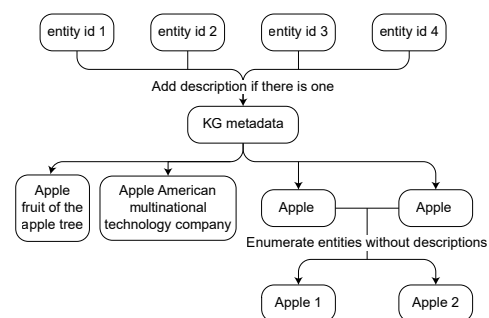 entity id 1
entity id 2
entity id 3
entity id 4
Add description if there is one
KG metadata
Apple
fruit of the
apple tree
Apple American
multinational
technology company
Apple
Apple
Enumerate entities without descriptions
Apple 1
Apple 2